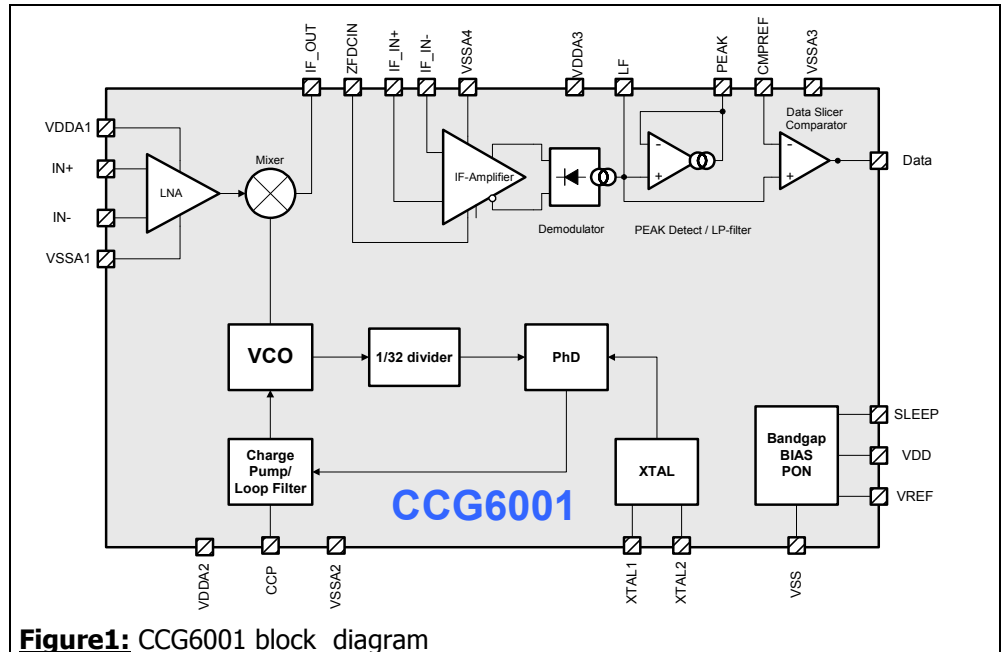 IF_OUT
ZFDCIN
IF_IN+
IF_IN-
VSSA4
VDDA3
LF
PEAK
CMPREF
VSSA3
VDDA1
IN+
IN-
VSSA1
LNA
Mixer
IF-Amplifier
Demodulator
-
+
PEAK Detect / LP-filter
Data Slicer
Comparator
-
+
Data
VCO
1/32 divider
PhD
Charge
Pump/
Loop Filter
XTAL
Bandgap
BIAS
PON
SLEEP
VDD
VREF
CCG6001
VDDA2
CCP
VSSA2
XTAL1
XTAL2
VSS
Figure1: CCG6001 block diagram